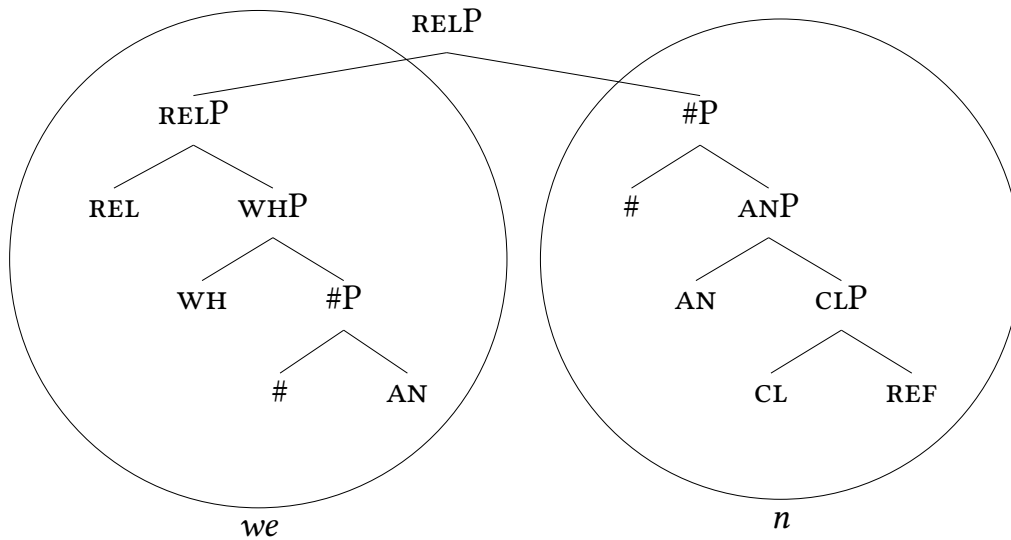 RELP
RELP #P
REL WHP # ANP
WH #P AN CLP
# AN CL REF
we n